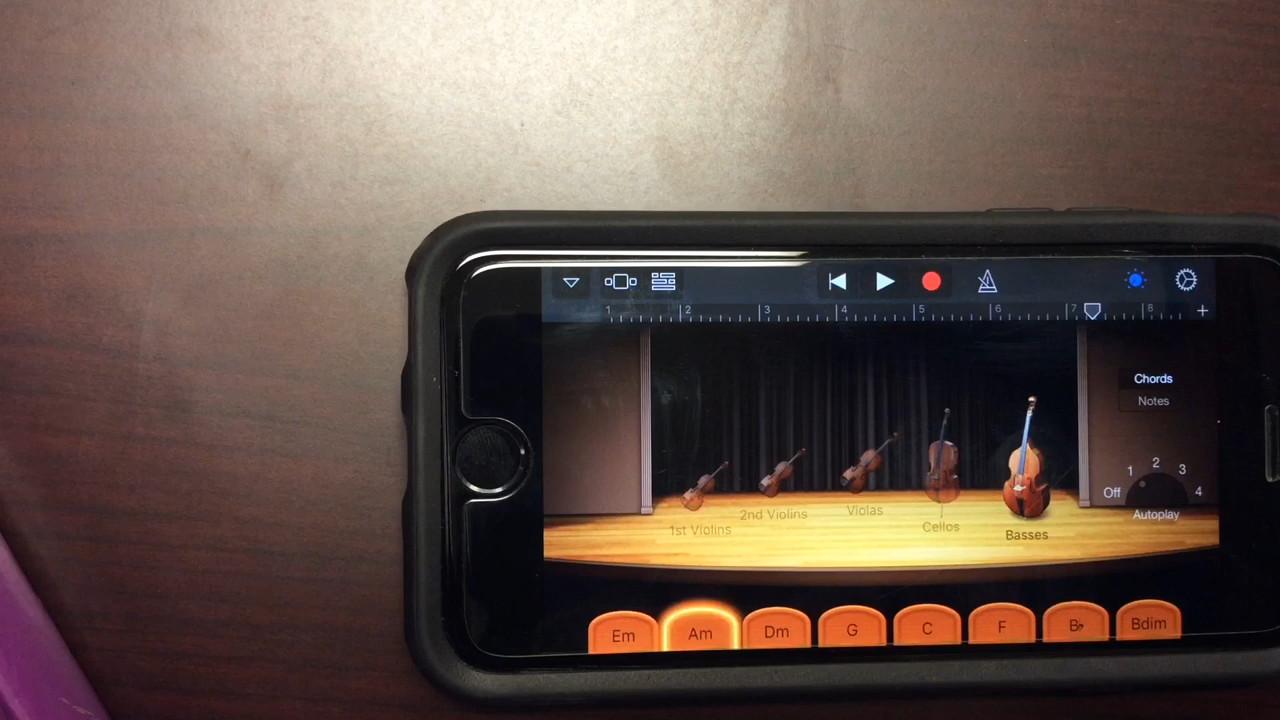 1 2 3 4 5 6 7 8 +
Chords
Notes
1 2 3
Off 4
Autoplay
1st Violins 2nd Violins Violas Cellos Basses
Em Am Dm G C F B♭ Bdim